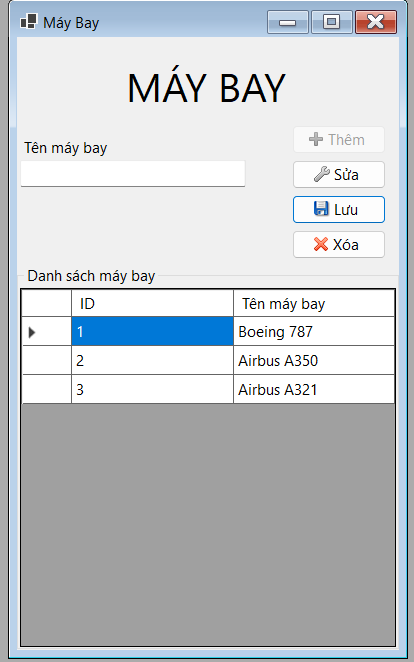 Máy Bay
MÁY BAY
Tên máy bay
Thêm
Sửa
Lưu
Xóa
Danh sách máy bay
ID Tên máy bay
1 Boeing 787
2 Airbus A350
3 Airbus A321